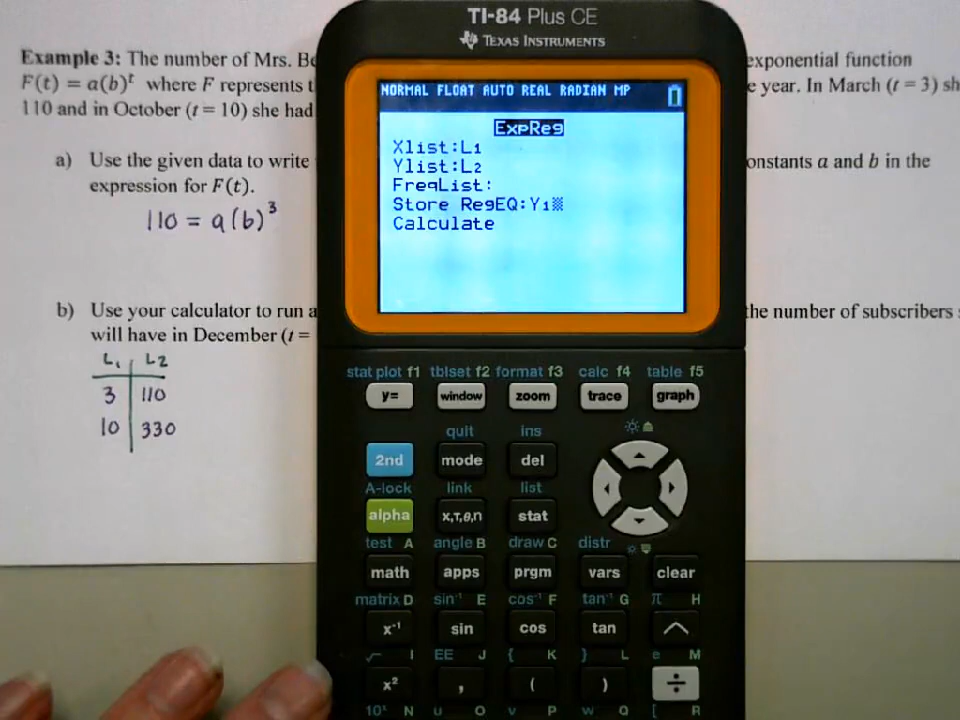 TI-84 Plus CE
TEXAS INSTRUMENTS
Example 3: The number of Mrs. Be
exponential function
F(t) = a(b)^t where F represents t
e year. In March (t = 3) sh
110 and in October (t = 10) she had
a) Use the given data to write
onstants a and b in the
expression for F(t).
110 = a(b)^3
b) Use your calculator to run a
the number of subscribers s
will have in December (t =
L₁ L₂
3 110
10 330
NORMAL FLOAT AUTO REAL RADIAN MP
ExpReg
Xlist:L₁
Ylist:L₂
FreqList:
Store RegEQ:Y₁
Calculate
stat plot f1 tblset f2 format f3 calc f4 table f5
y= window zoom trace graph
quit ins
2nd mode del
A-lock link list
alpha x,T,θ,n stat
test A angle B draw C distr
math apps prgm vars clear
matrix D sin⁻¹ E cos⁻¹ F tan⁻¹ G π H
x⁻¹ sin cos tan ^
√ I EE J { K } L e M
x² , ( ) ÷
10ˣ N u O v P w Q [ R